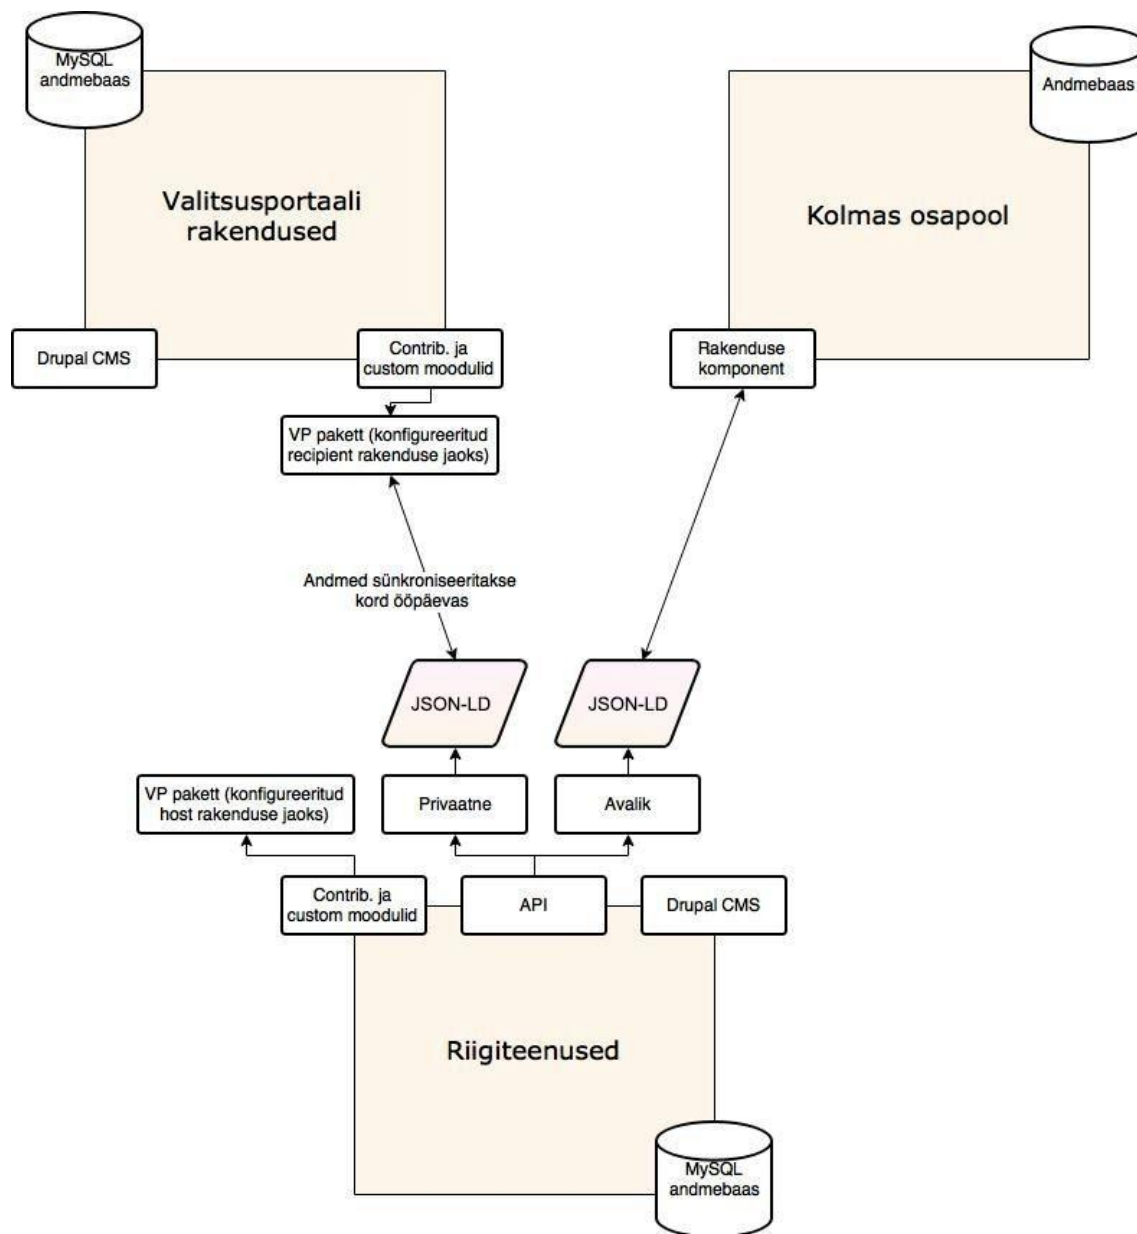 MySQL
andmebaas
Andmebaas
Valitsusportaali
rakendused
Kolmas osapool
Drupal CMS
Contrib. ja
custom moodulid
Rakenduse
komponent
VP pakett (konfigureeritud
recipient rakenduse jaoks)
Andmed sünkroniseeritakse
kord ööpäevas
JSON-LD
JSON-LD
VP pakett (konfigureeritud
host rakenduse jaoks)
Privaatne
Avalik
Contrib. ja
custom moodulid
API
Drupal CMS
Riigiteenused
MySQL
andmebaas